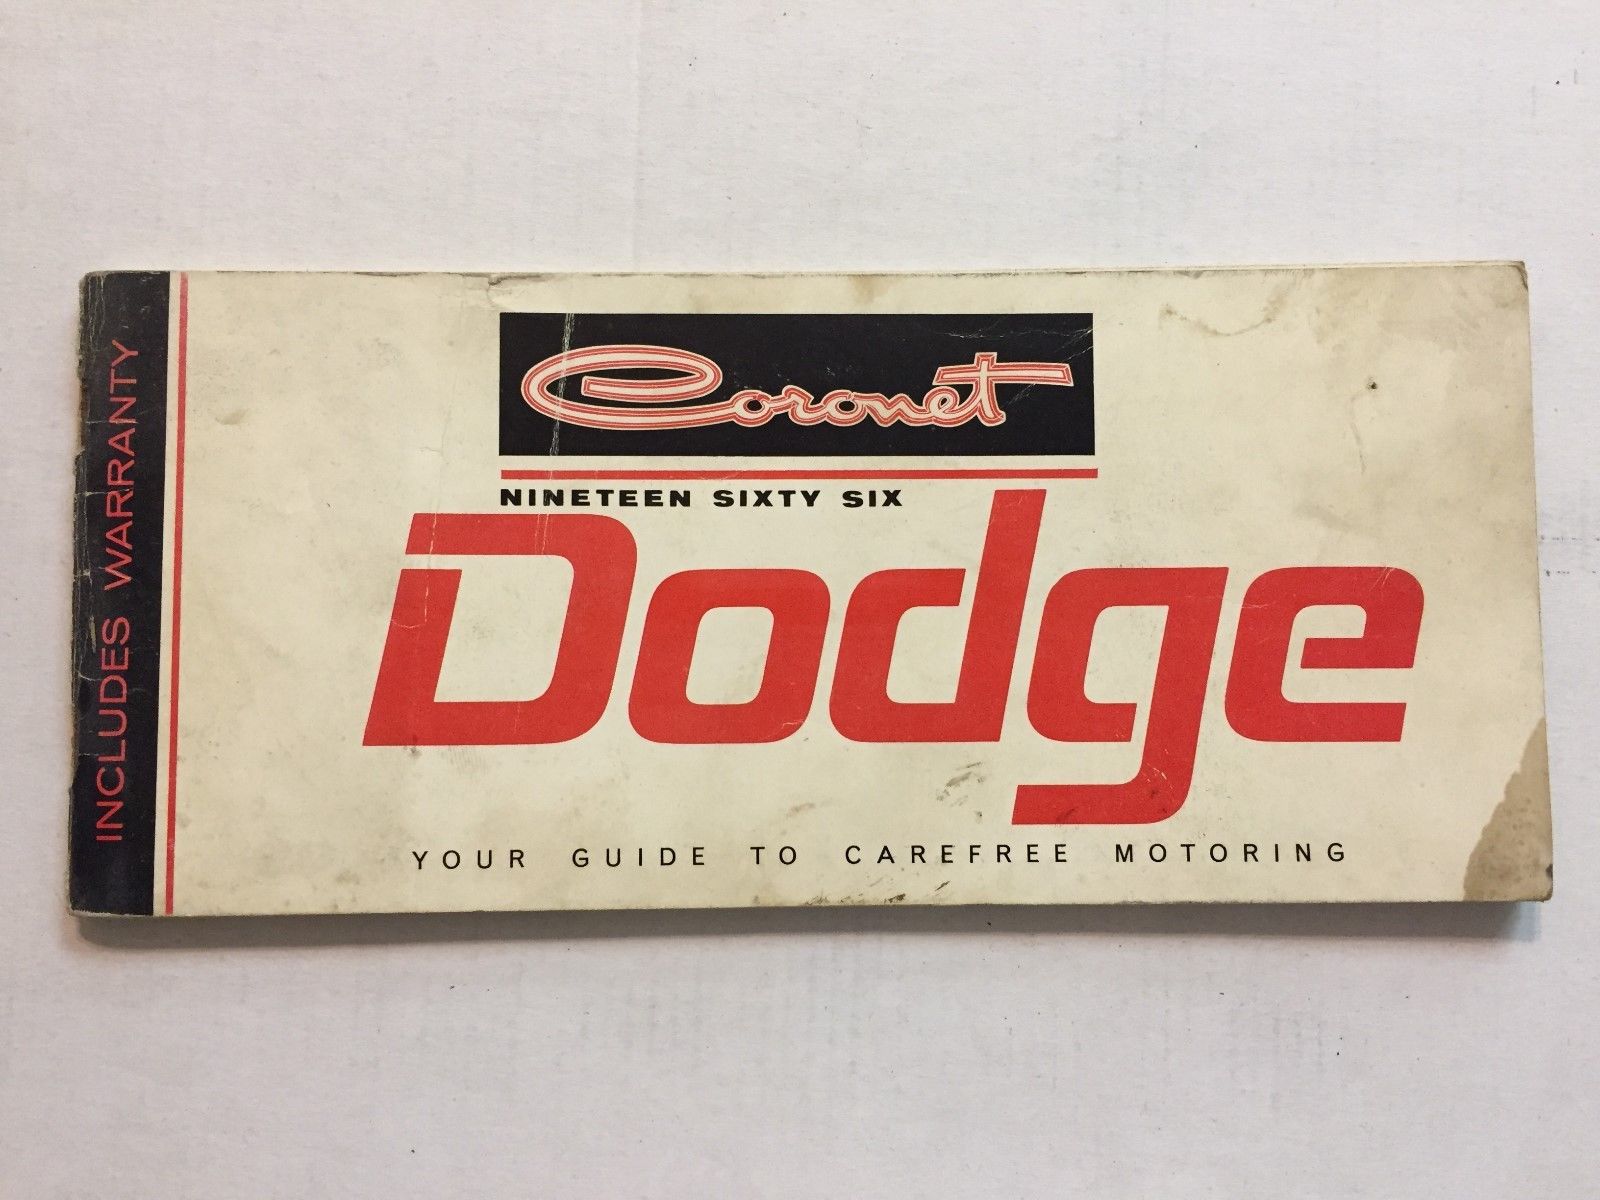 INCLUDES WARRANTY
Coronet
NINETEEN SIXTY SIX
Dodge
YOUR GUIDE TO CAREFREE MOTORING